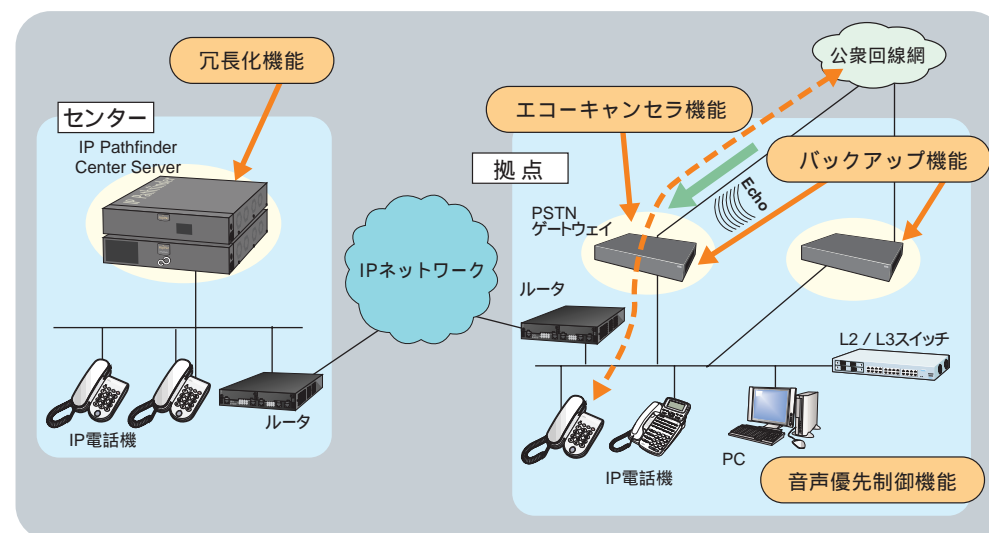 冗長化機能
センター
IP Pathfinder
Center Server
IP Pathfinder
IP電話機
ルータ
IPネットワーク
公衆回線網
エコーキャンセラ機能
バックアップ機能
拠点
Echo
PSTN
ゲートウェイ
ルータ
L2 / L3スイッチ
IP電話機
PC
音声優先制御機能